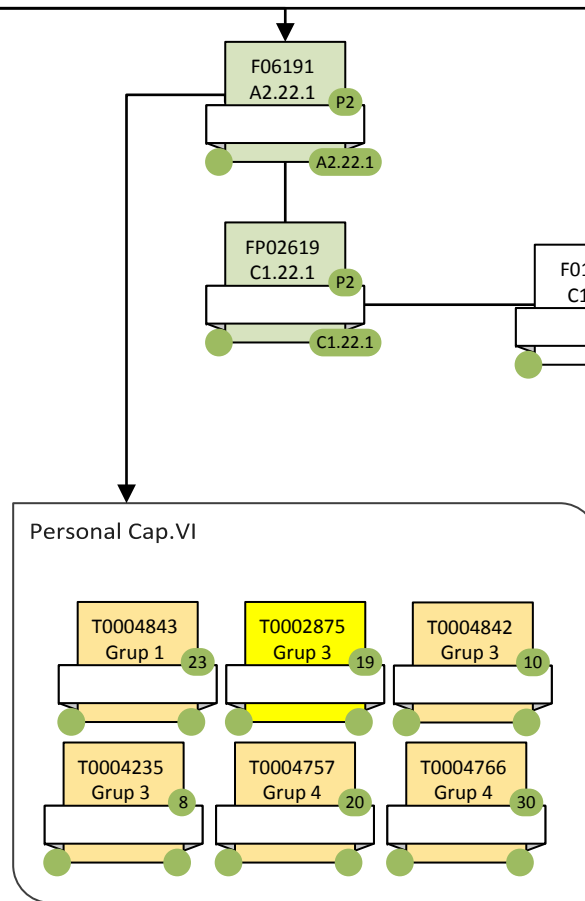 F06191
A2.22.1
P2
A2.22.1
FP02619
C1.22.1
P2
C1.22.1
F01
C1
Personal Cap.VI
T0004843
Grup 1
23
T0002875
Grup 3
19
T0004842
Grup 3
10
T0004235
Grup 3
8
T0004757
Grup 4
20
T0004766
Grup 4
30